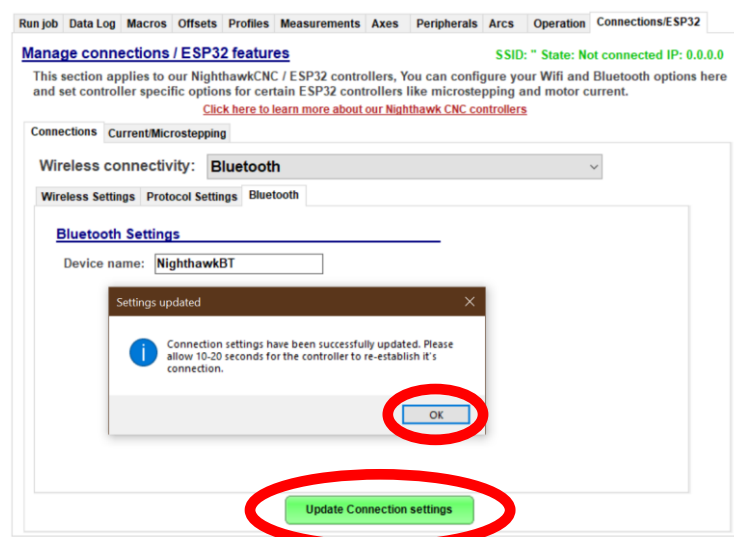 Run job Data Log Macros Offsets Profiles Measurements Axes Peripherals Arcs Operation Connections/ESP32
Manage connections / ESP32 features
SSID: '' State: Not connected IP: 0.0.0.0
This section applies to our NighthawkCNC / ESP32 controllers, You can configure your Wifi and Bluetooth options here
and set controller specific options for certain ESP32 controllers like microstepping and motor current.
Click here to learn more about our Nighthawk CNC controllers
Connections Current/Microstepping
Wireless connectivity: Bluetooth
Wireless Settings Protocol Settings Bluetooth
Bluetooth Settings
Device name: NighthawkBT
Settings updated
Connection settings have been successfully updated. Please
allow 10-20 seconds for the controller to re-establish it's
connection.
OK
Update Connection settings